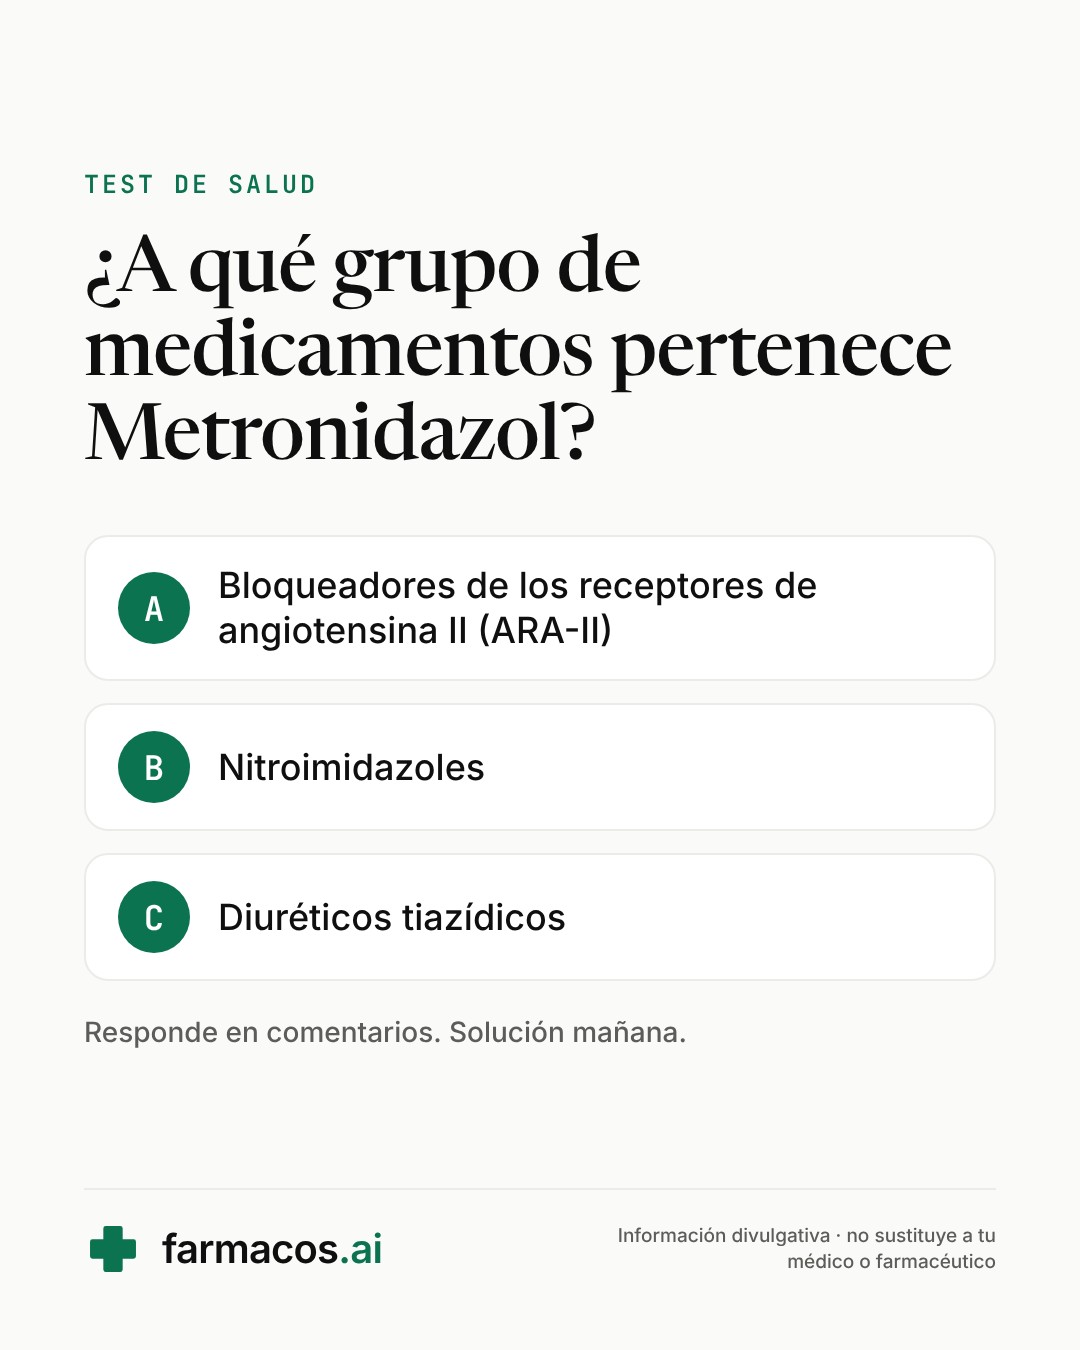 TEST DE SALUD
¿A qué grupo de
medicamentos pertenece
Metronidazol?
A
Bloqueadores de los receptores de
angiotensina II (ARA-II)
B
Nitroimidazoles
C
Diuréticos tiazídicos
Responde en comentarios. Solución mañana.
farmacos.ai
Información divulgativa · no sustituye a tu
médico o farmacéutico